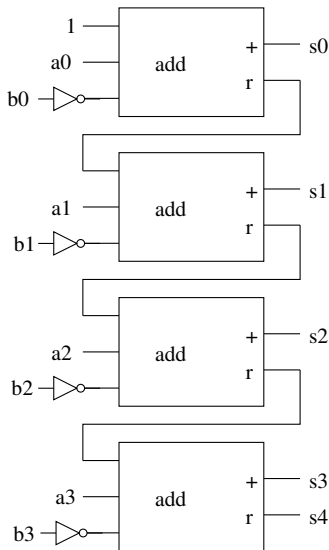 1
+ s0
a0 add
r
b0
+ s1
a1 add
r
b1
+ s2
a2 add
r
b2
+ s3
a3 add
r s4
b3